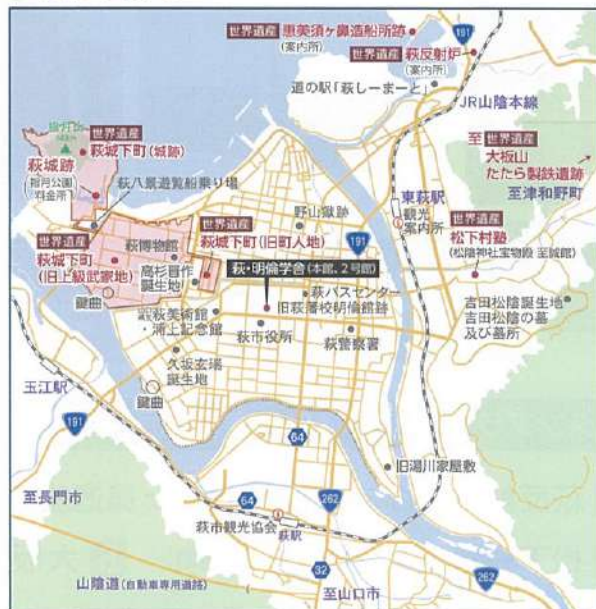 世界遺産 恵美須ヶ鼻造船所跡
(案内所)
191
世界遺産 萩反射炉
(案内所)
道の駅「萩しーまーと」
JR山陰本線
指月山
世界遺産
萩城下町(城跡)
萩城跡
(指月公園
料金所)
萩八景遊覧船乗り場
至 世界遺産
大板山
たたら製鉄遺跡
至津和野町
東萩駅
観光
案内所
世界遺産
松下村塾
(松陰神社宝物殿 至誠館)
野山獄跡
191
世界遺産
萩城下町(旧町人地)
世界遺産
萩城下町
(旧上級武家地)
萩博物館
高杉晋作
誕生地
鍵曲
萩・明倫学舎(本館、2号館)
萩バスセンター
旧萩藩校明倫館跡
吉田松陰誕生地
吉田松陰の墓
及び墓所
萩美術館
・浦上記念館
萩市役所
萩警察署
久坂玄瑞
誕生地
玉江駅
鍵曲
191
64
旧湯川家屋敷
至長門市
64
262
萩市観光協会
萩駅
32
262
山陰道(自動車専用道路)
至山口市